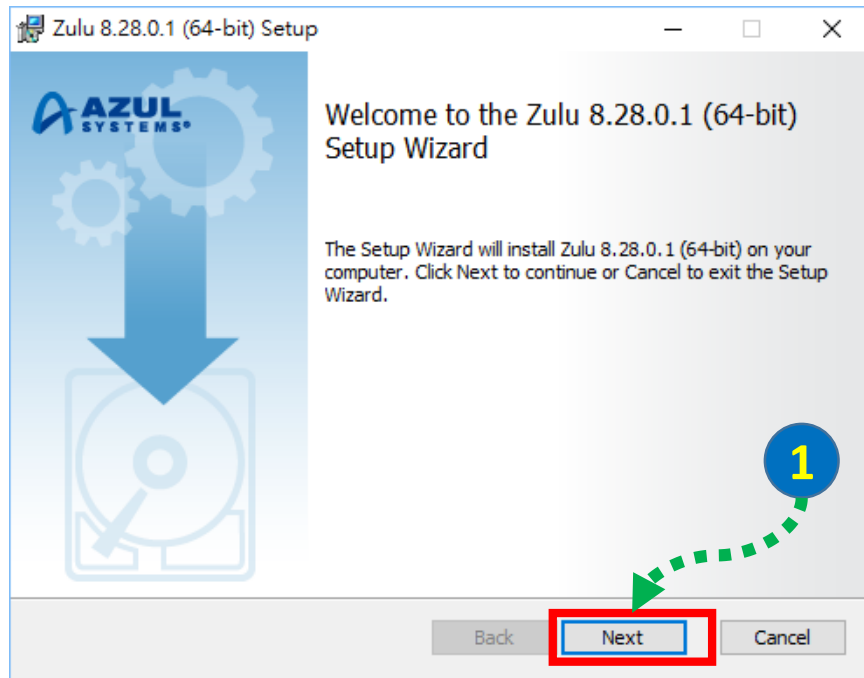 Zulu 8.28.0.1 (64-bit) Setup
AZUL
SYSTEMS®
Welcome to the Zulu 8.28.0.1 (64-bit)
Setup Wizard
The Setup Wizard will install Zulu 8.28.0.1 (64-bit) on your
computer. Click Next to continue or Cancel to exit the Setup
Wizard.
1
Back Next Cancel